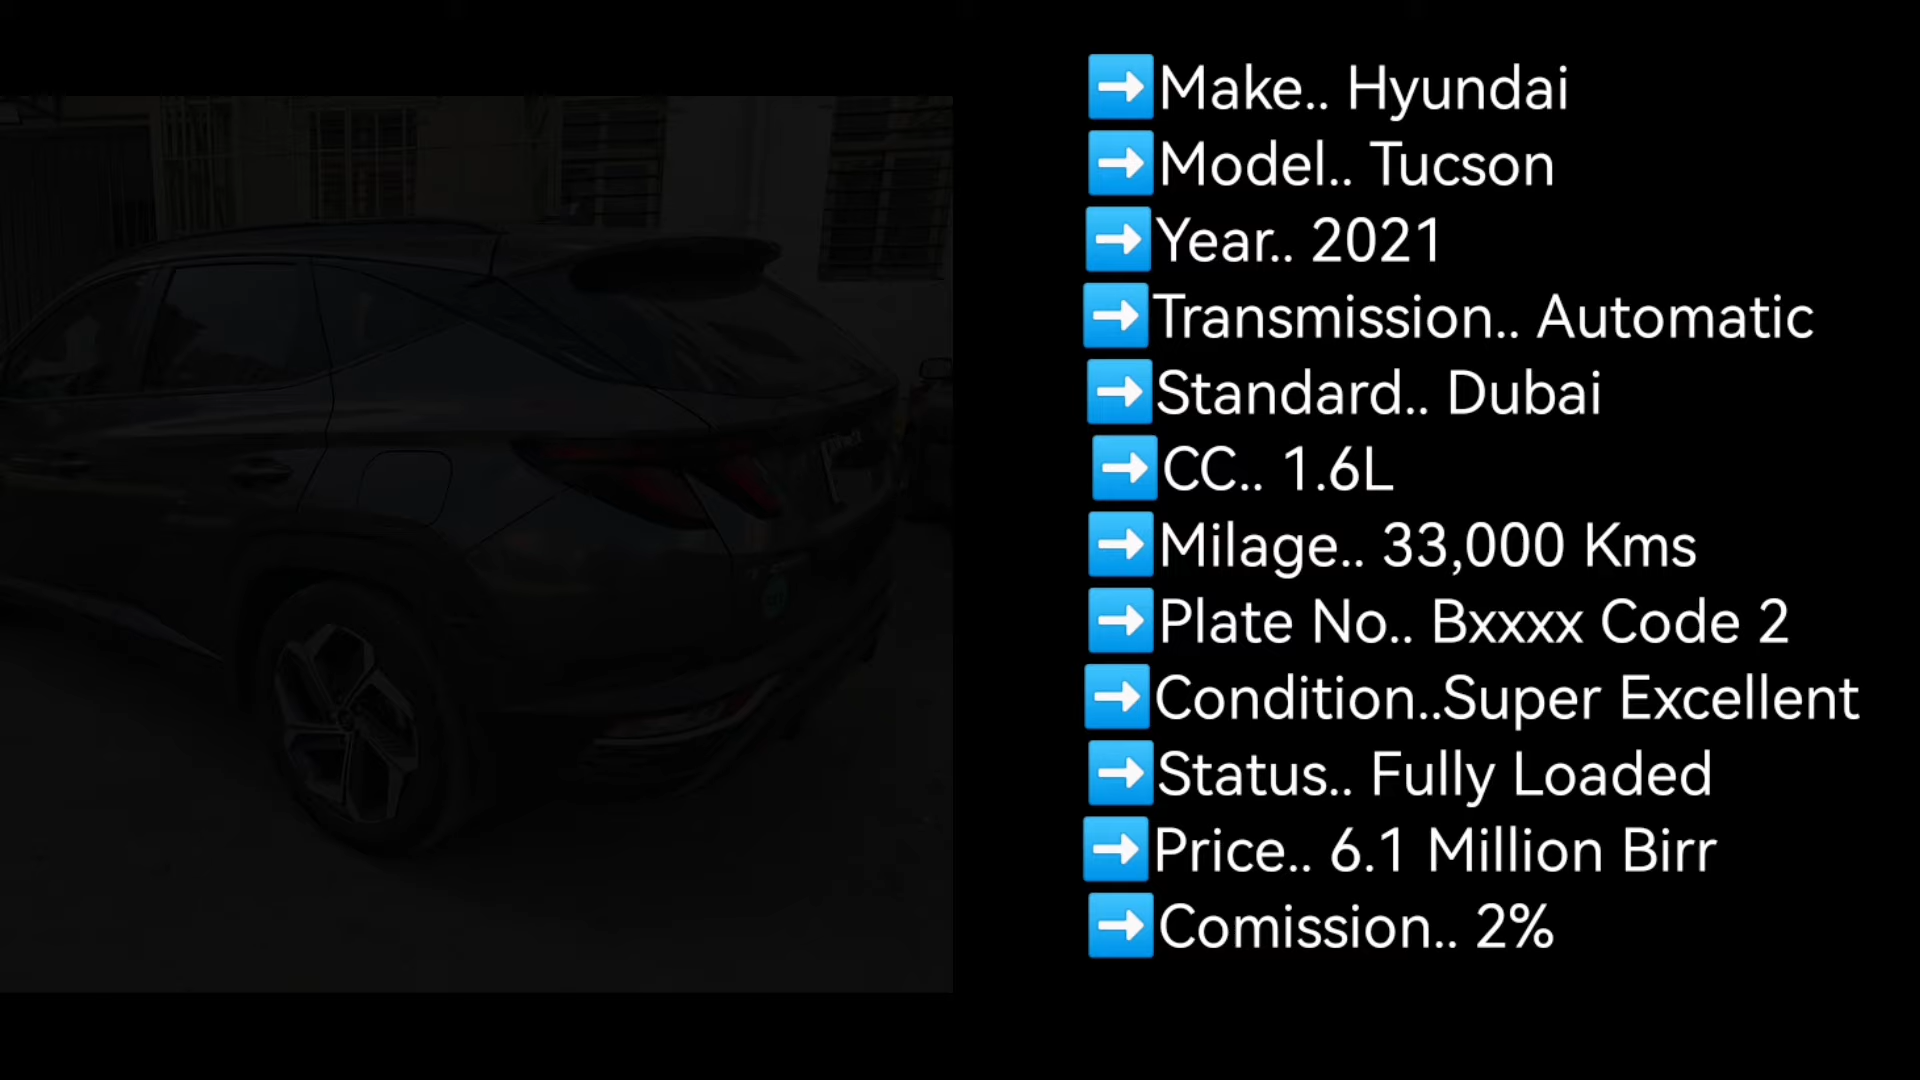 ➡Make.. Hyundai
➡Model.. Tucson
➡Year.. 2021
➡Transmission.. Automatic
➡Standard.. Dubai
➡CC.. 1.6L
➡Milage.. 33,000 Kms
➡Plate No.. Bxxxx Code 2
➡Condition..Super Excellent
➡Status.. Fully Loaded
➡Price.. 6.1 Million Birr
➡Comission.. 2%